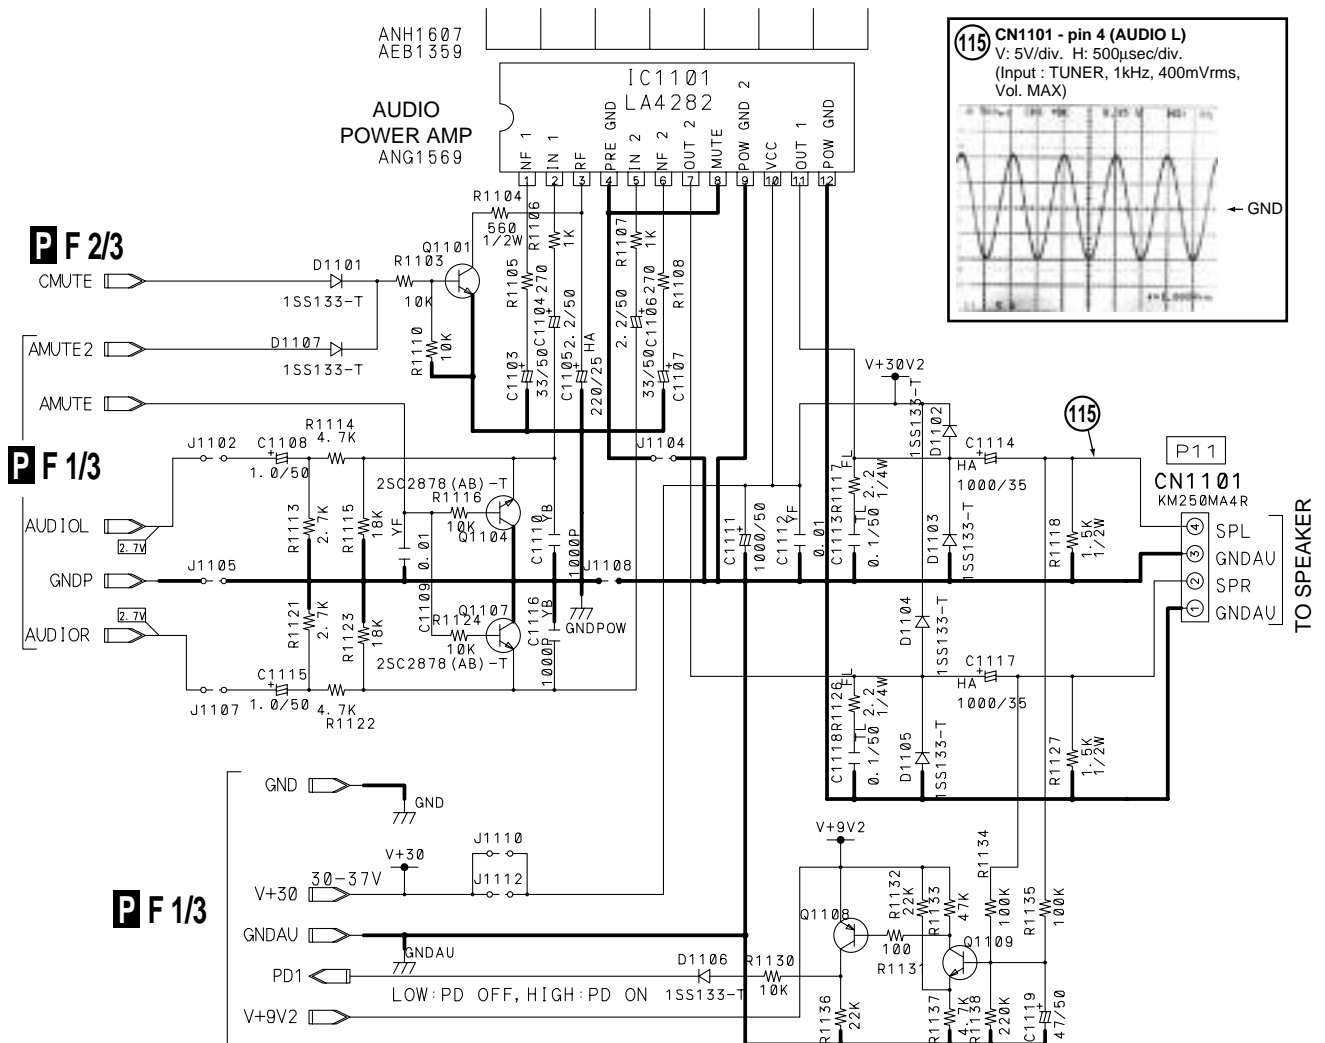 ANH1607
AEB1359
IC1101
LA4282
AUDIO
POWER AMP
ANG1569
NF 1
IN 1
RF
PRE GND
IN 2
NF 2
OUT 2
MUTE
POW GND 2
VCC
OUT 1
POW GND
1 2 3 4 5 6 7 8 9 10 11 12
115 CN1101 - pin 4 (AUDIO L)
V: 5V/div. H: 500μsec/div.
(Input : TUNER, 1kHz, 400mVrms,
Vol. MAX)
GND
P F 2/3
CMUTE
D1101
1SS133-T
R1103
10K
Q1101
R1104
560
1/2W
R1106
1K
R1107
1K
R1105
270
R1108
270
C1104
2.2/50
C1106
2.2/50
HA
AMUTE2
D1107
1SS133-T
R1110
10K
C1103
33/50
C1105
220/25
33/50
C1107
AMUTE
P F 1/3
J1102
C1108
1.0/50
R1114
4.7K
2SC2878(AB)-T
R1116
10K
Q1104
AUDIOL
2.7V
R1113
2.7K
R1115
18K
YF
C1109 0.01
C1110
YB
1000P
J1104
GNDP
J1105
J1108
C1111
1000/50
C1112
YF
0.01
GNDPOW
AUDIOR
2.7V
R1121
2.7K
R1123
18K
Q1107
R1124
10K
2SC2878(AB)-T
C1116
YB
1000P
J1107
C1115
1.0/50
4.7K
R1122
V+30V2
1SS133-T
D1102
C1114
HA
1000/35
115
P11
CN1101
KM250MA4R
C1113 R1117 FL
2.2
1/4W
TL
0.1/50
D1103
1SS133-T
R1118
1.5K
1/2W
4 SPL
3 GNDAU
2 SPR
1 GNDAU
TO SPEAKER
D1104
1SS133-T
C1117
HA
1000/35
C1118 R1126 FL
2.2
1/4W
TL
0.1/50
D1105
1SS133-T
R1127
1.5K
1/2W
GND
GND
P F 1/3
V+30
30-37V
V+30
J1110
J1112
GNDAU
GNDAU
PD1
LOW:PD OFF, HIGH:PD ON
D1106
1SS133-T
R1130
10K
V+9V2
V+9V2
Q1108
R1132
22K
R1133
47K
R1134
100K
R1135
100K
100
R1131
Q1109
R1136
22K
R1137
4.7K
R1138
220K
C1119
47/50